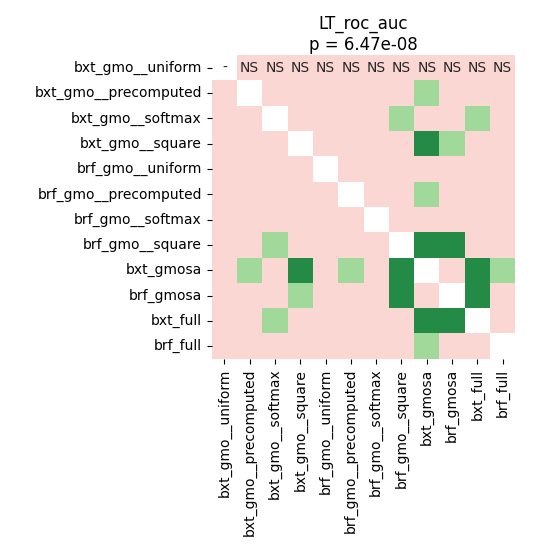 LT_roc_auc
p = 6.47e-08
bxt_gmo__uniform - NS NS NS NS NS NS NS NS NS NS NS
bxt_gmo__precomputed
bxt_gmo__softmax
bxt_gmo__square
brf_gmo__uniform
brf_gmo__precomputed
brf_gmo__softmax
brf_gmo__square
bxt_gmosa
brf_gmosa
bxt_full
brf_full
bxt_gmo__uniform
bxt_gmo__precomputed
bxt_gmo__softmax
bxt_gmo__square
brf_gmo__uniform
brf_gmo__precomputed
brf_gmo__softmax
brf_gmo__square
bxt_gmosa
brf_gmosa
bxt_full
brf_full